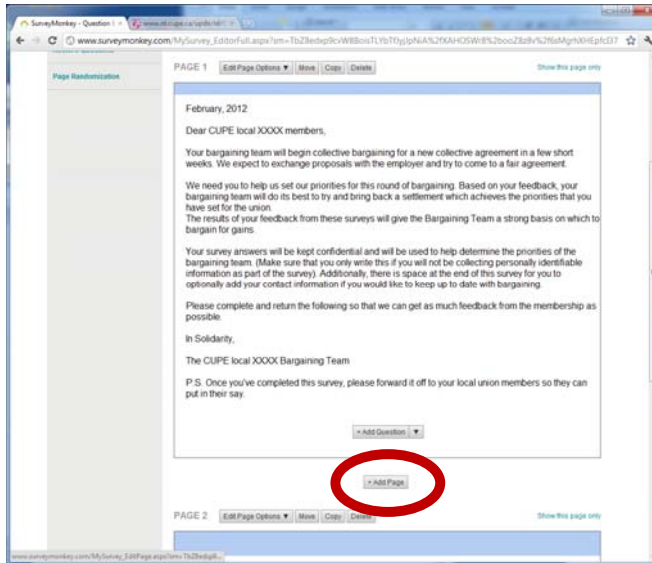 SurveyMonkey - Question
www.surveymonkey.com/MySurvey_EditorFull.aspx?sm=
Page Randomization
PAGE 1 Edit Page Options ▼ Move Copy Delete Show this page only
February, 2012
Dear CUPE local XXXX members,
Your bargaining team will begin collective bargaining for a new collective agreement in a few short
weeks. We expect to exchange proposals with the employer and try to come to a fair agreement.
We need you to help us set our priorities for this round of bargaining. Based on your feedback, your
bargaining team will do its best to try and bring back a settlement which achieves the priorities that you
have set for the union.
The results of your feedback from these surveys will give the Bargaining Team a strong basis on which to
bargain for gains.
Your survey answers will be kept confidential and will be used to help determine the priorities of the
bargaining team. (Make sure that you only write this if you will not be collecting personally identifiable
information as part of the survey). Additionally, there is space at the end of this survey for you to
optionally add your contact information if you would like to keep up to date with bargaining.
Please complete and return the following so that we can get as much feedback from the membership as
possible.
In Solidarity,
The CUPE local XXXX Bargaining Team
P.S. Once you've completed this survey, please forward it off to your local union members so they can
put in their say.
+ Add Question ▼
+ Add Page
PAGE 2 Edit Page Options ▼ Move Copy Delete Show this page only